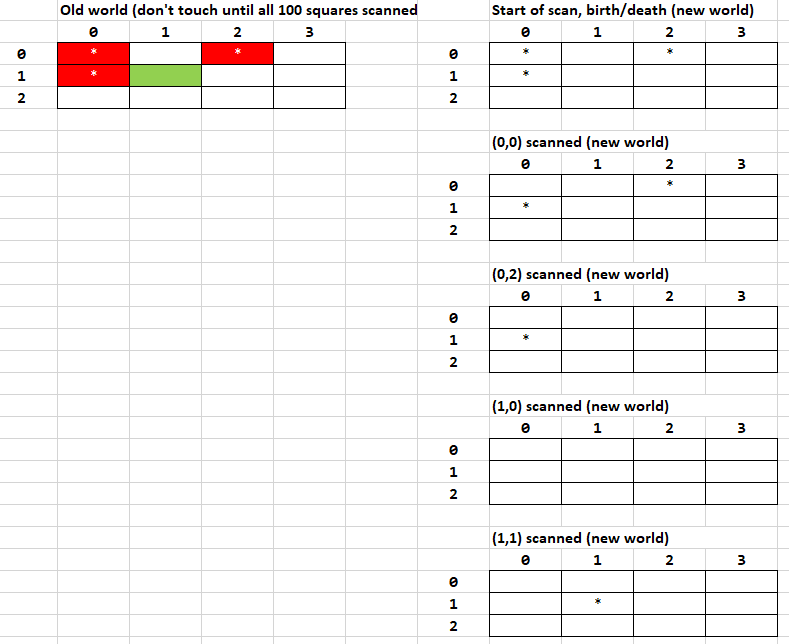 Old world (don't touch until all 100 squares scanned
0 1 2 3
0 * *
1 *
2
Start of scan, birth/death (new world)
0 1 2 3
0 * *
1 *
2
(0,0) scanned (new world)
0 1 2 3
0 *
1 *
2
(0,2) scanned (new world)
0 1 2 3
0
1 *
2
(1,0) scanned (new world)
0 1 2 3
0
1
2
(1,1) scanned (new world)
0 1 2 3
0
1 *
2